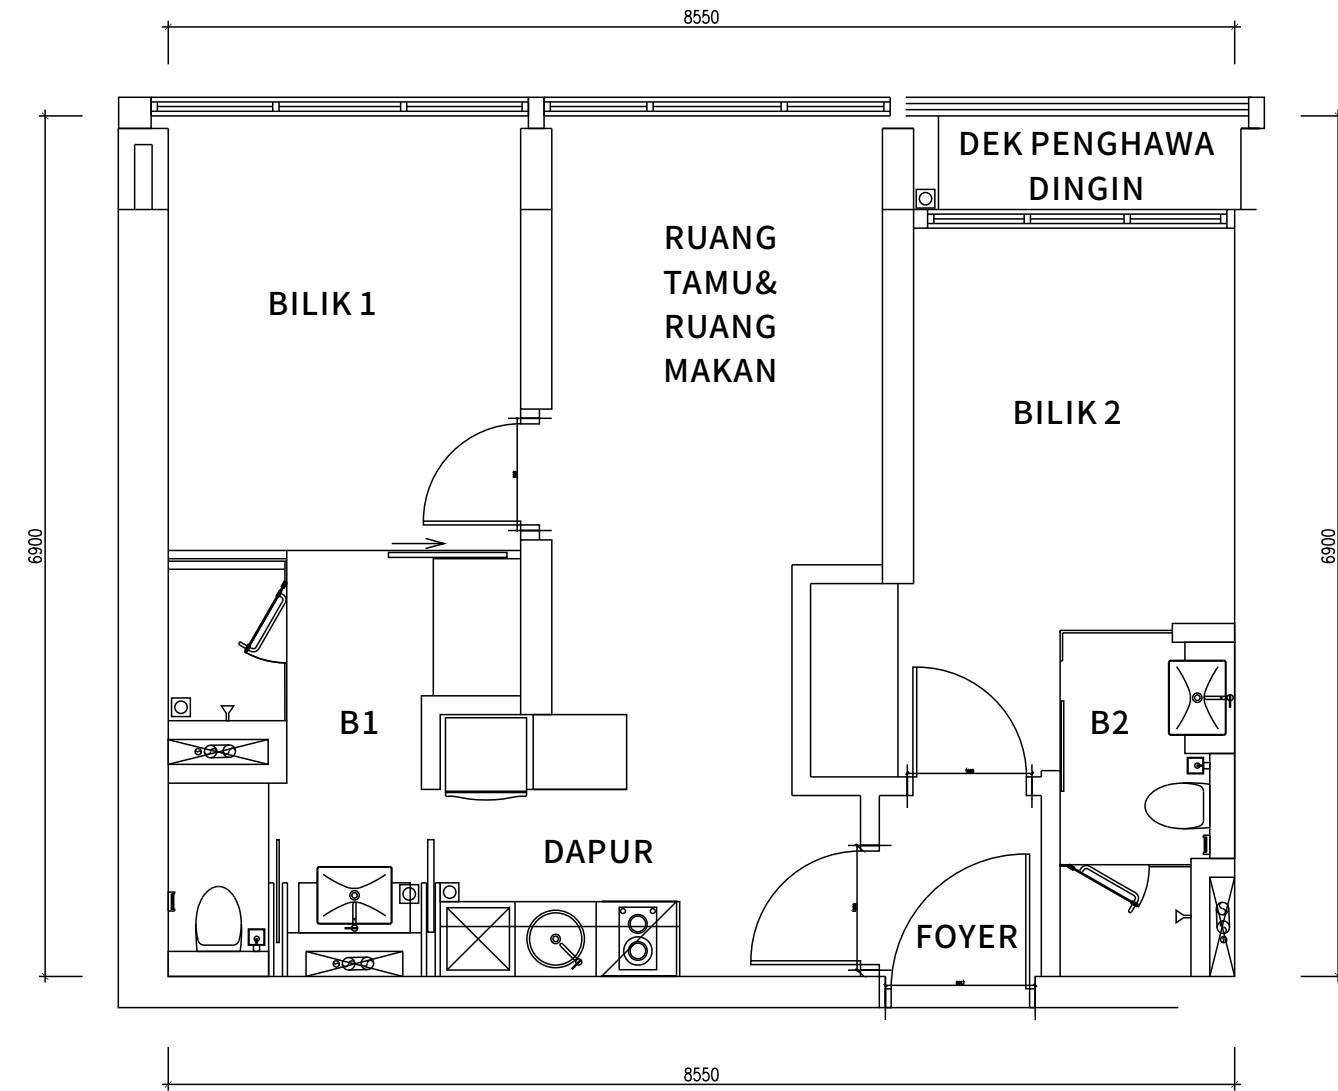 8550
DEK PENGHAWA
DINGIN
RUANG
TAMU&
RUANG
MAKAN
BILIK 1
BILIK 2
6900
6900
B1
B2
DAPUR
FOYER
8550